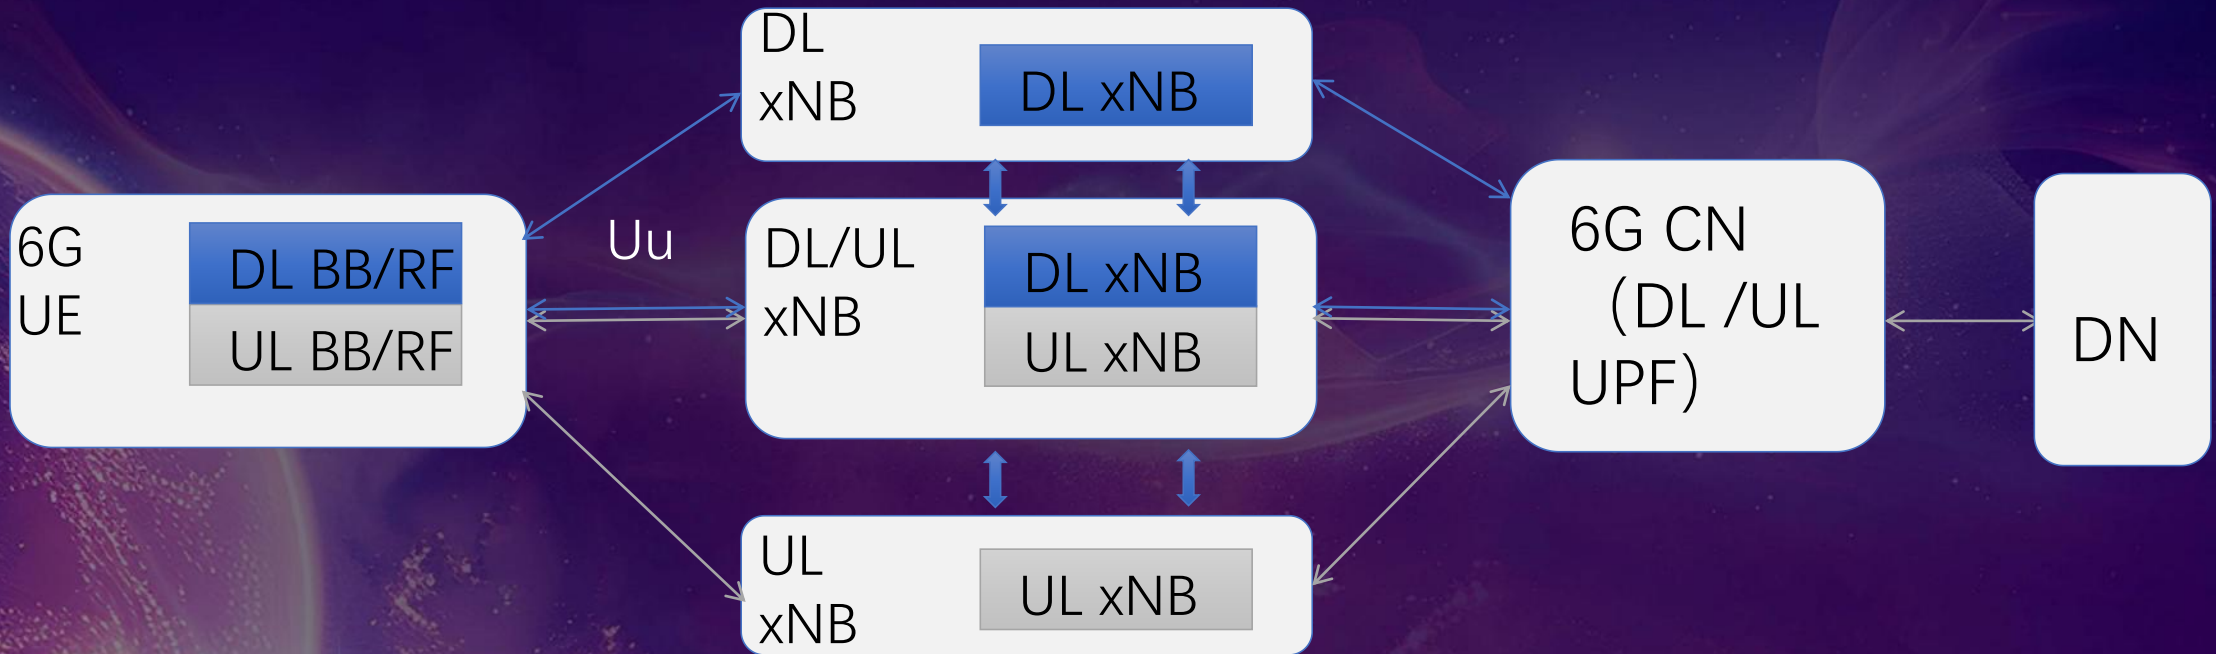 6G
UE
DL BB/RF
UL BB/RF
Uu
DL
xNB
DL xNB
DL/UL
xNB
DL xNB
UL xNB
UL
xNB
UL xNB
6G CN
（DL /UL
UPF）
DN